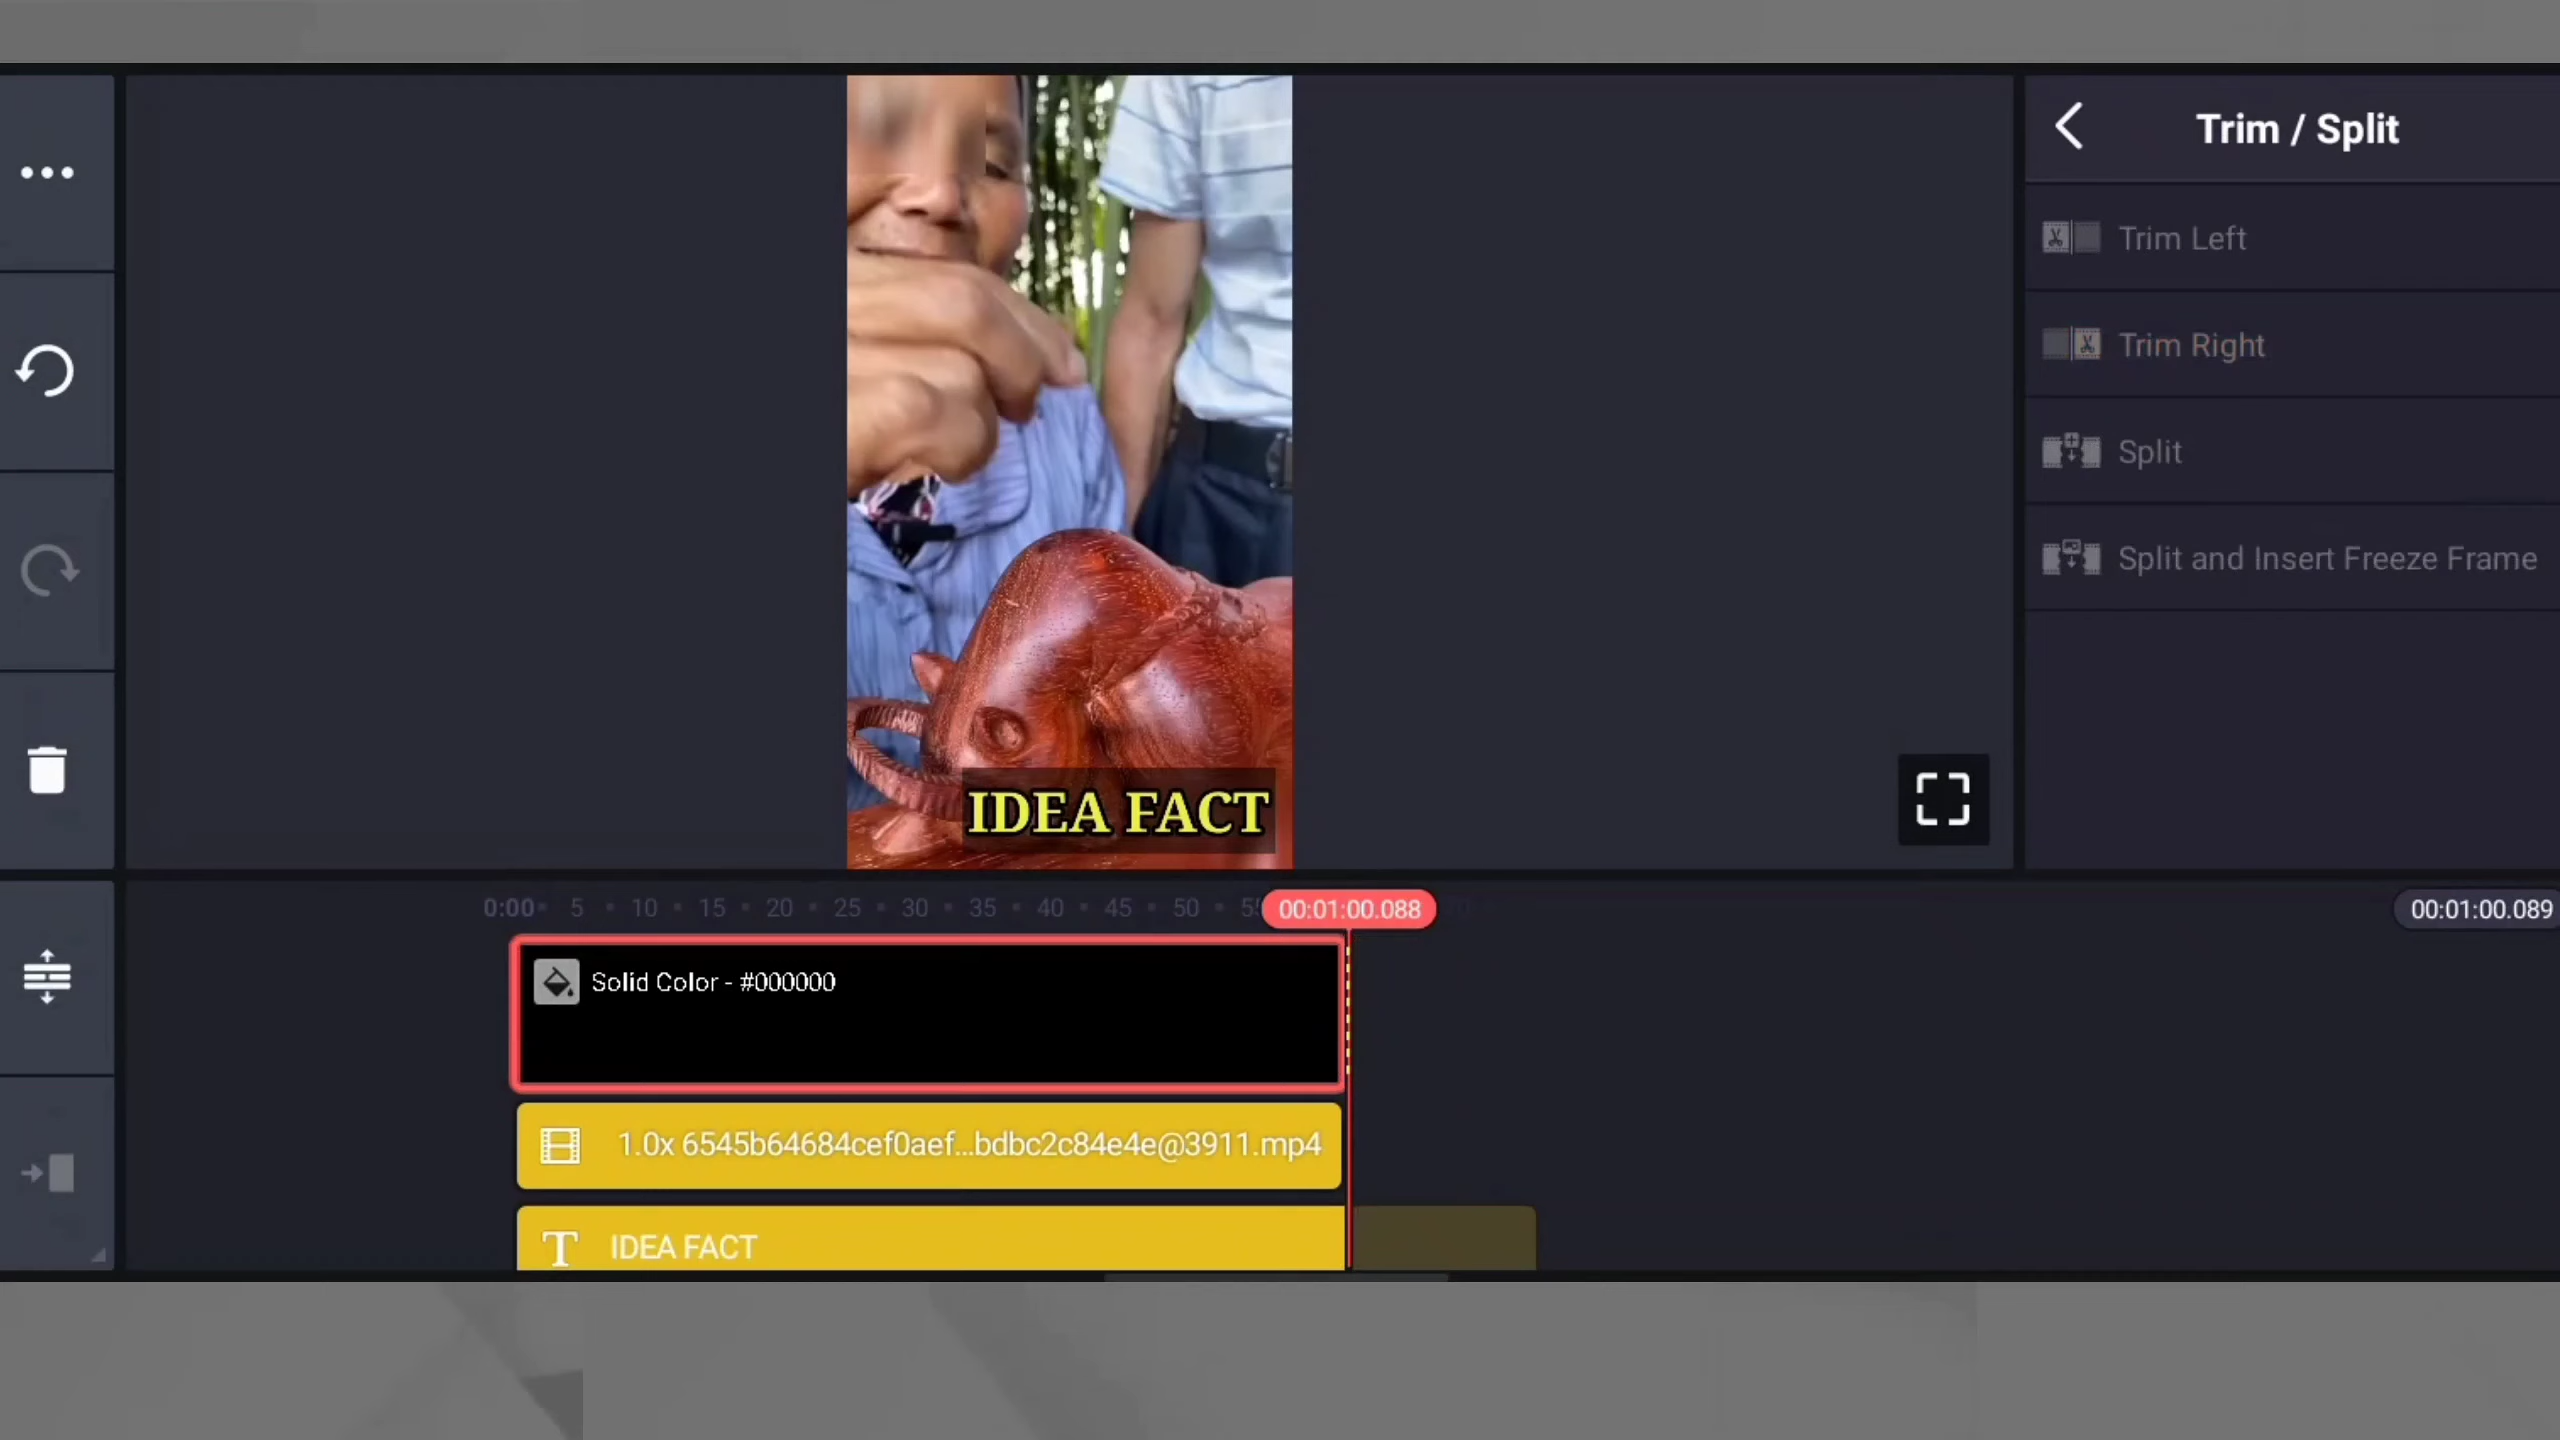 Trim / Split
Trim Left
Trim Right
Split
Split and Insert Freeze Frame
IDEA FACT
0:00 5 10 15 20 25 30 35 40 45 50
00:01:00.088
00:01:00.089
Solid Color - #000000
1.0x 6545b64684cef0aef...bdbc2c84e4e@3911.mp4
T IDEA FACT